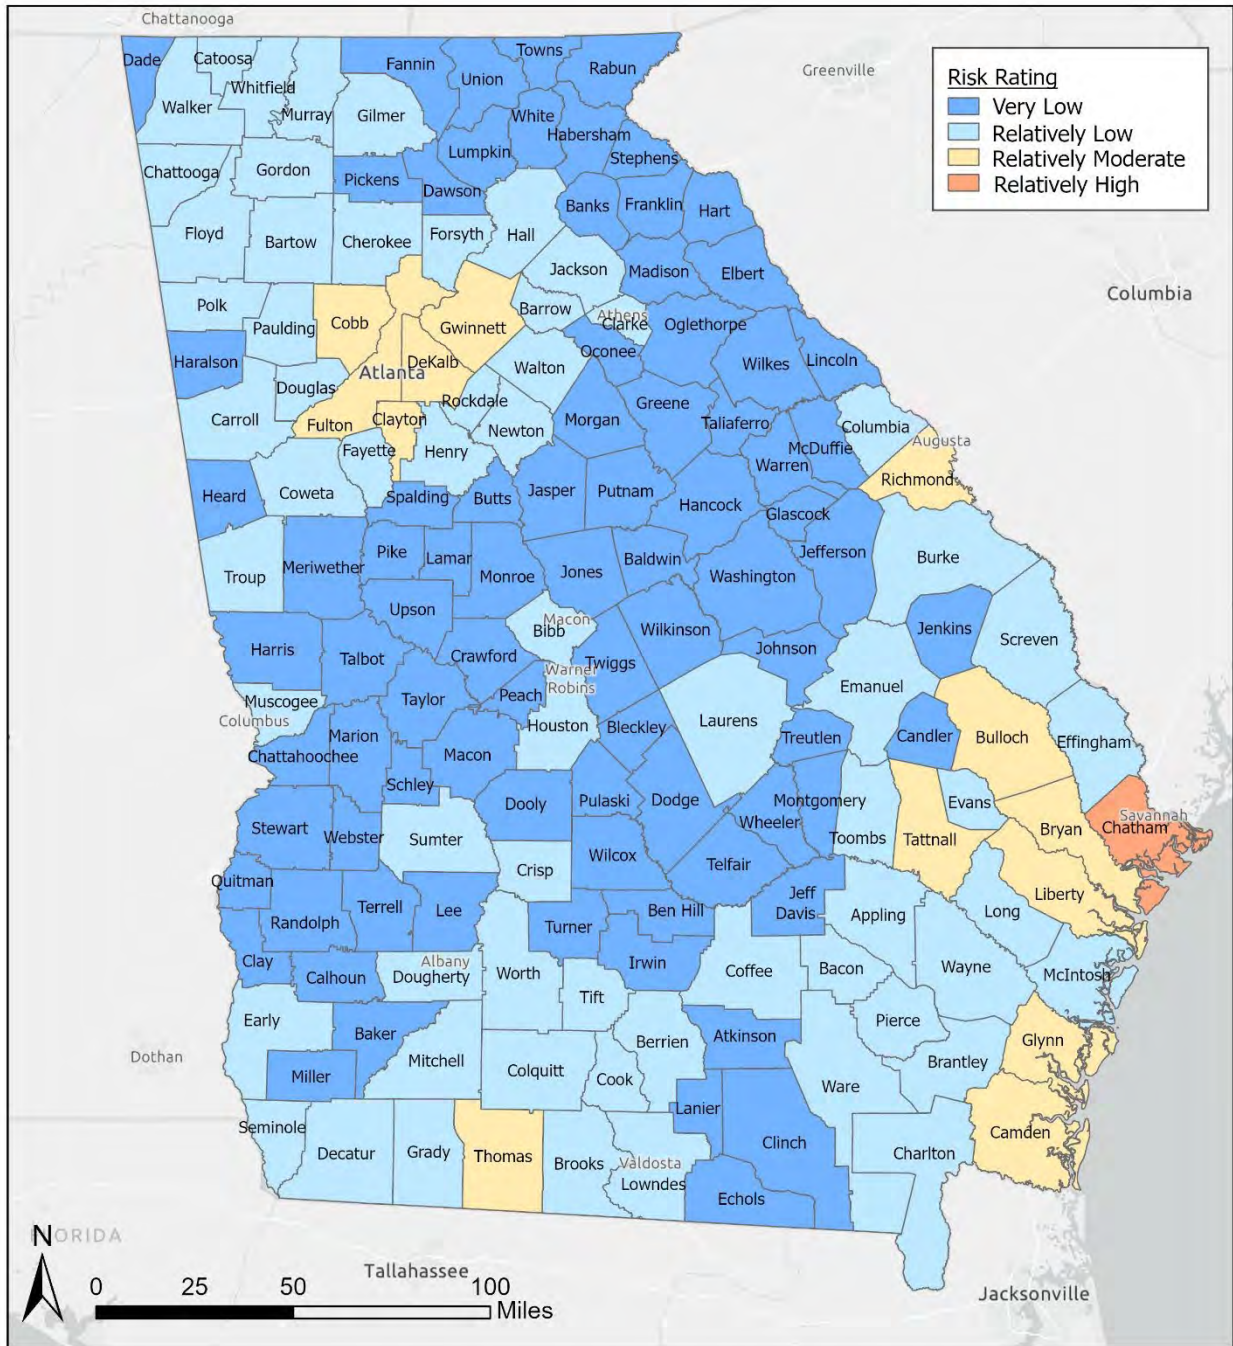 Chattanooga
Greenville
Columbia
Risk Rating
Very Low
Relatively Low
Relatively Moderate
Relatively High
Dade
Catoosa
Whitfield
Walker
Murray
Fannin
Gilmer
Union
Towns
Rabun
White
Habersham
Lumpkin
Stephens
Chattooga
Gordon
Pickens
Dawson
Banks
Franklin
Hart
Floyd
Bartow
Cherokee
Forsyth
Hall
Jackson
Madison
Elbert
Polk
Paulding
Cobb
Gwinnett
Barrow
Athens
Clarke
Oglethorpe
Haralson
Douglas
Atlanta
DeKalb
Walton
Oconee
Wilkes
Lincoln
Carroll
Fulton
Clayton
Rockdale
Newton
Morgan
Greene
Taliaferro
McDuffie
Columbia
Augusta
Richmond
Heard
Coweta
Fayette
Henry
Spalding
Butts
Jasper
Putnam
Hancock
Warren
Glascock
Jefferson
Burke
Troup
Meriwether
Pike
Lamar
Monroe
Jones
Baldwin
Washington
Upson
Macon
Bibb
Wilkinson
Johnson
Jenkins
Screven
Harris
Talbot
Crawford
Twiggs
Warner
Robins
Peach
Taylor
Houston
Bleckley
Laurens
Emanuel
Muscogee
Columbus
Chattahoochee
Marion
Macon
Schley
Treutlen
Candler
Bulloch
Effingham
Stewart
Webster
Sumter
Dooly
Pulaski
Dodge
Wheeler
Montgomery
Toombs
Tattnall
Evans
Bryan
Savannah
Chatham
Quitman
Randolph
Terrell
Lee
Crisp
Wilcox
Telfair
Jeff
Davis
Appling
Long
Liberty
Clay
Calhoun
Albany
Dougherty
Worth
Turner
Ben Hill
Irwin
Tift
Coffee
Bacon
Wayne
McIntosh
Early
Baker
Dothan
Miller
Mitchell
Colquitt
Cook
Berrien
Atkinson
Pierce
Brantley
Ware
Glynn
Seminole
Decatur
Grady
Thomas
Brooks
Valdosta
Lowndes
Lanier
Clinch
Echols
Charlton
Camden
N
FLORIDA
Tallahassee
Jacksonville
0 25 50 100
Miles